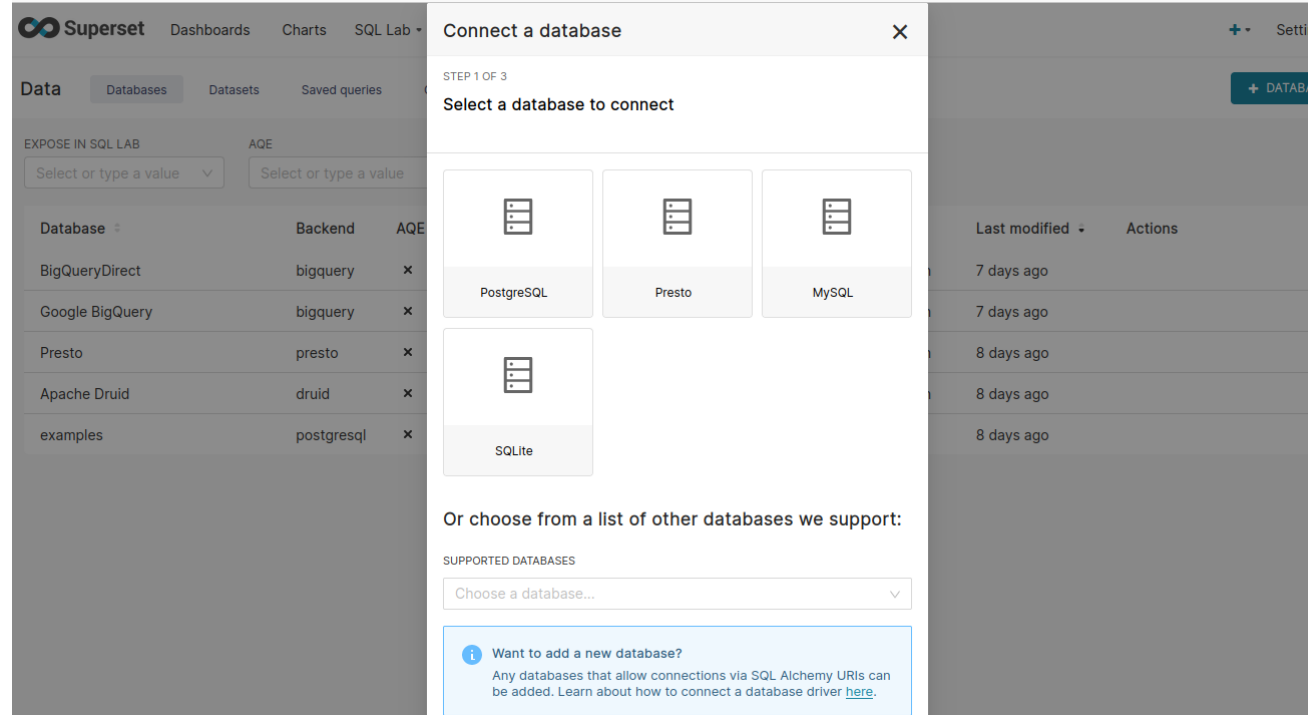 Superset Dashboards Charts SQL Lab Setti
Data Databases Datasets Saved queries + DATABA
EXPOSE IN SQL LAB AQE
Select or type a value Select or type a value
Database Backend AQE Last modified Actions
BigQueryDirect bigquery × 7 days ago
Google BigQuery bigquery × 7 days ago
Presto presto × 8 days ago
Apache Druid druid × 8 days ago
examples postgresql × 8 days ago
Connect a database
STEP 1 OF 3
Select a database to connect
PostgreSQL Presto MySQL
SQLite
Or choose from a list of other databases we support:
SUPPORTED DATABASES
Choose a database...
Want to add a new database?
Any databases that allow connections via SQL Alchemy URIs can
be added. Learn about how to connect a database driver here.